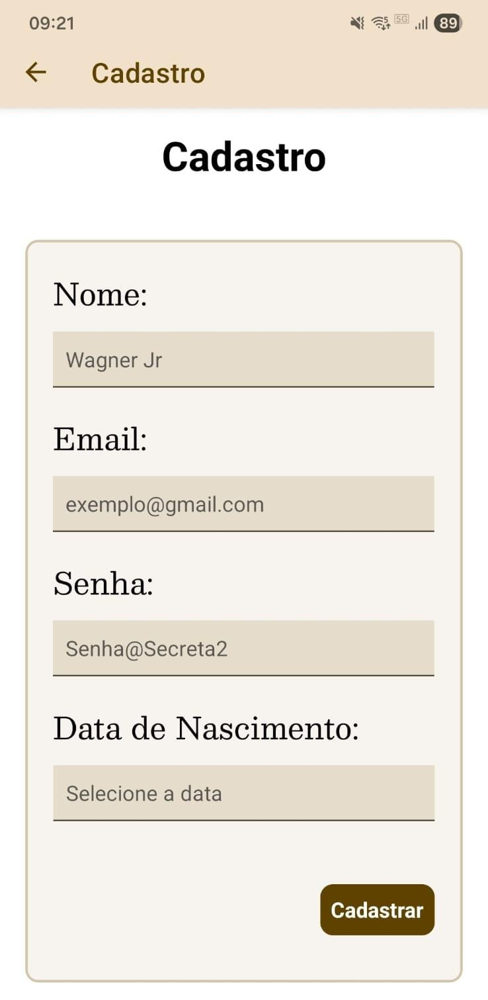 09:21
5G 89
Cadastro
Cadastro
Nome:
Wagner Jr
Email:
exemplo@gmail.com
Senha:
Senha@Secreta2
Data de Nascimento:
Selecione a data
Cadastrar